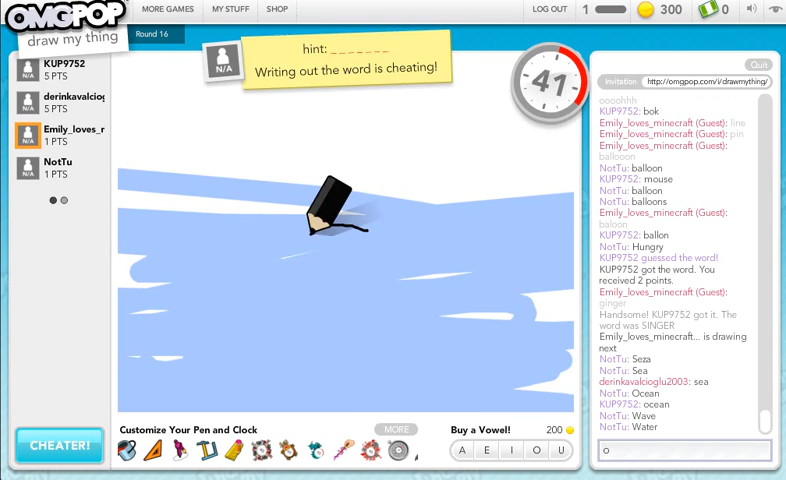 OMGPOP
draw my thing
MORE GAMES
MY STUFF
SHOP
LOG OUT
1
300
0
Round 16
KUP9752
5 PTS
derinkavalciog
5 PTS
Emily_loves_r
1 PTS
NotTu
1 PTS
N/A
N/A
N/A
N/A
CHEATER!
N/A
hint: _ _ _ _ _ _ _
Writing out the word is cheating!
41
Customize Your Pen and Clock
MORE
Buy a Vowel!
200
A E I O U
Quit
Invitation
http://omgpop.com/i/drawmything/
oooohhh
KUP9752: bok
Emily_loves_minecraft (Guest): line
Emily_loves_minecraft (Guest): pin
Emily_loves_minecraft (Guest):
ballooon
NotTu: balloon
KUP9752: mouse
NotTu: balloon
NotTu: balloons
Emily_loves_minecraft (Guest):
baloon
KUP9752: ballon
NotTu: Hungry
KUP9752 guessed the word!
KUP9752 got the word. You
received 2 points.
Emily_loves_minecraft (Guest):
ginger
Handsome! KUP9752 got it. The
word was SINGER
Emily_loves_minecraft... is drawing
next
NotTu: Seza
NotTu: Sea
derinkavalcioglu2003: sea
NotTu: Ocean
KUP9752: ocean
NotTu: Wave
NotTu: Water
o